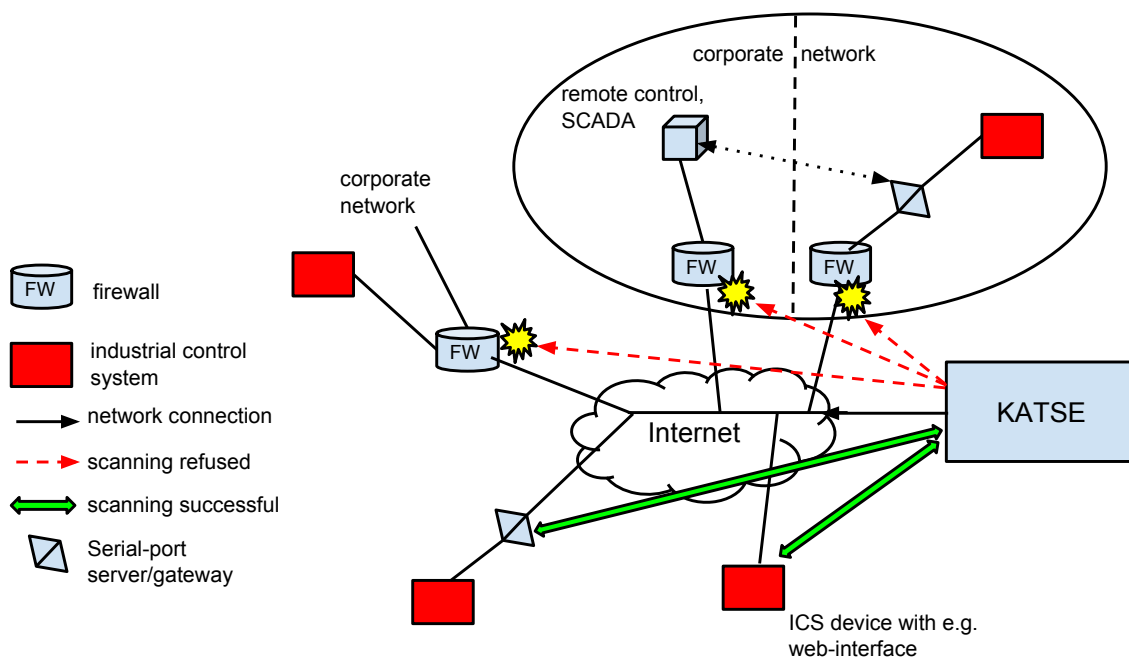 corporate network
remote control,
SCADA
corporate
network
FW
FW
FW
FW
firewall
industrial control
system
network connection
scanning refused
scanning successful
Serial-port
server/gateway
Internet
KATSE
ICS device with e.g.
web-interface